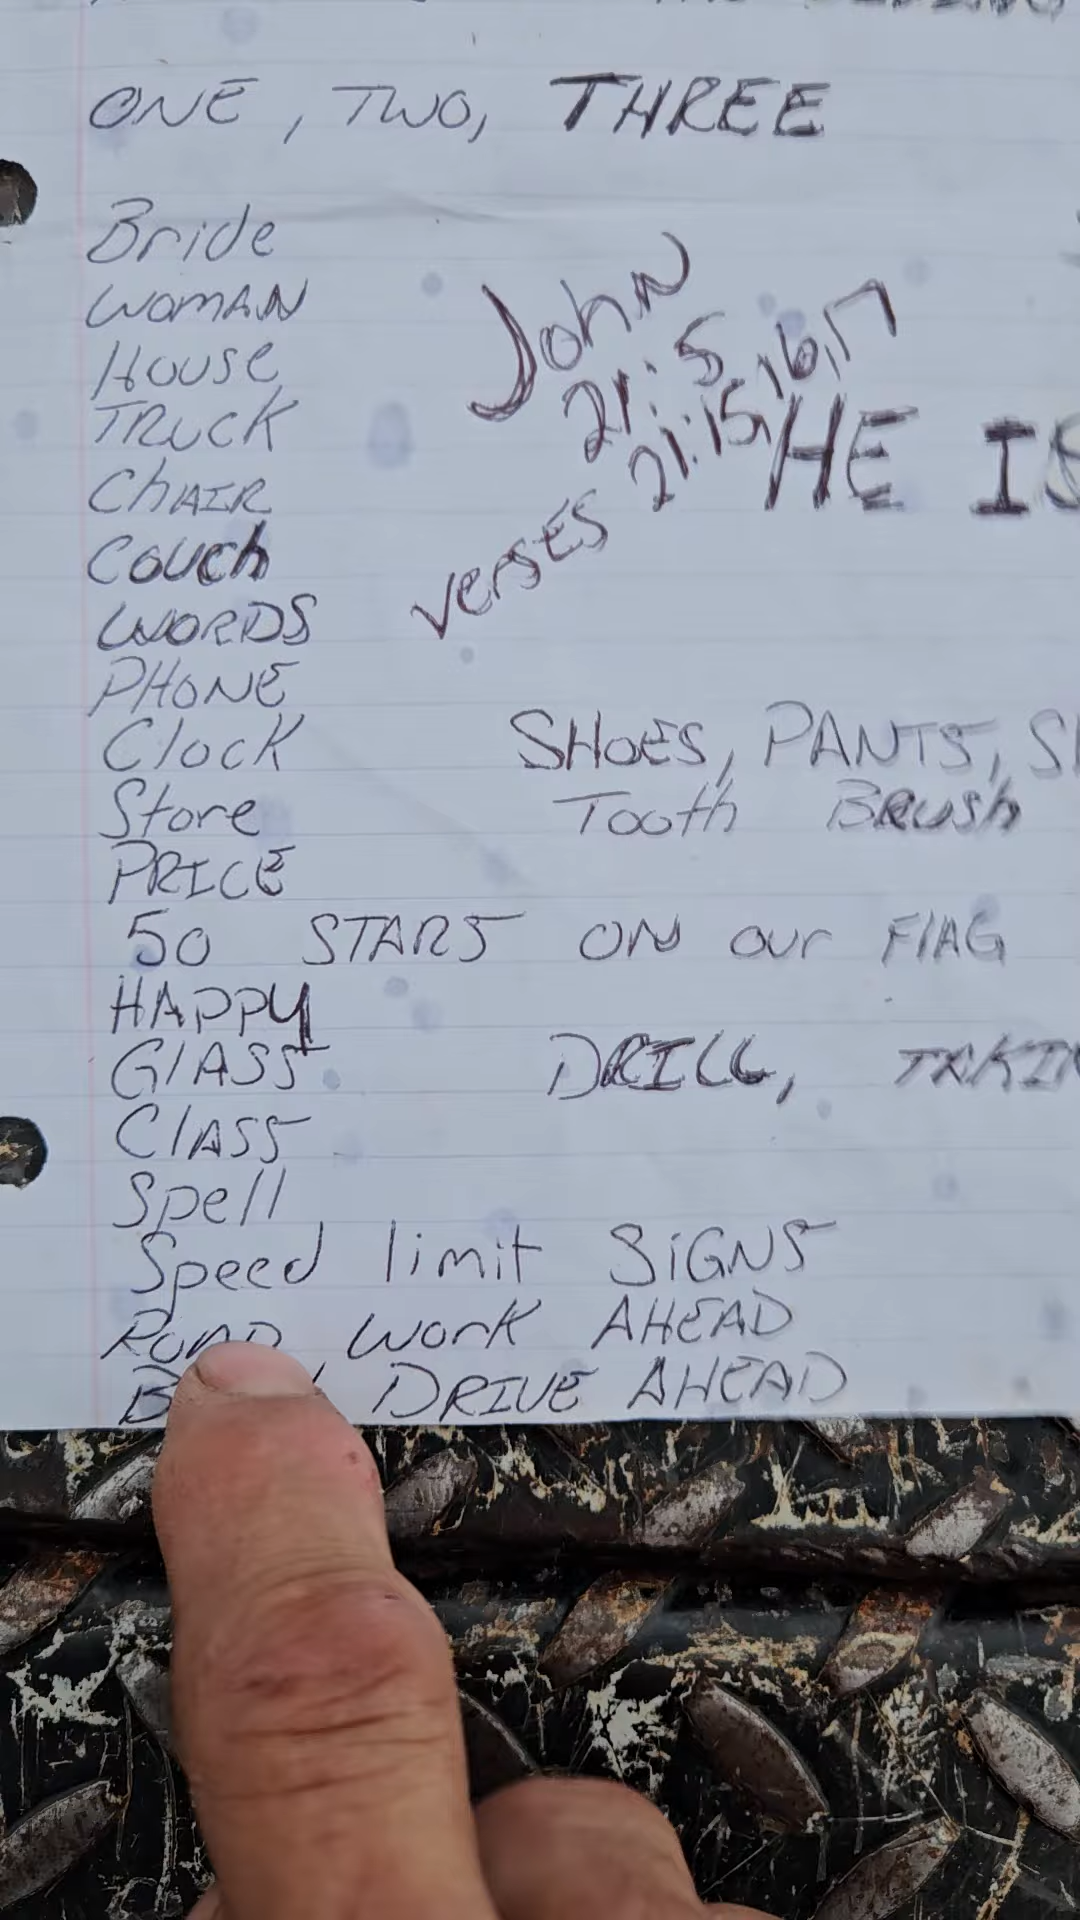 ONE, TWO, THREE
Bride
WOMAN
House
TRUCK
ChAIR
Couch
WORDS
PHONE
Clock
Store
PRICE
John
21:5
verses 21:15,16,17
HE IS
SHOES, PANTS,
Tooth Brush
50 STARS ON our FlAG
HAPPY
GlASS
DRILL,
ClASS
Spell
Speed limit SiGNS
ROAD WorK AHEAD
DRIVE AHEAD